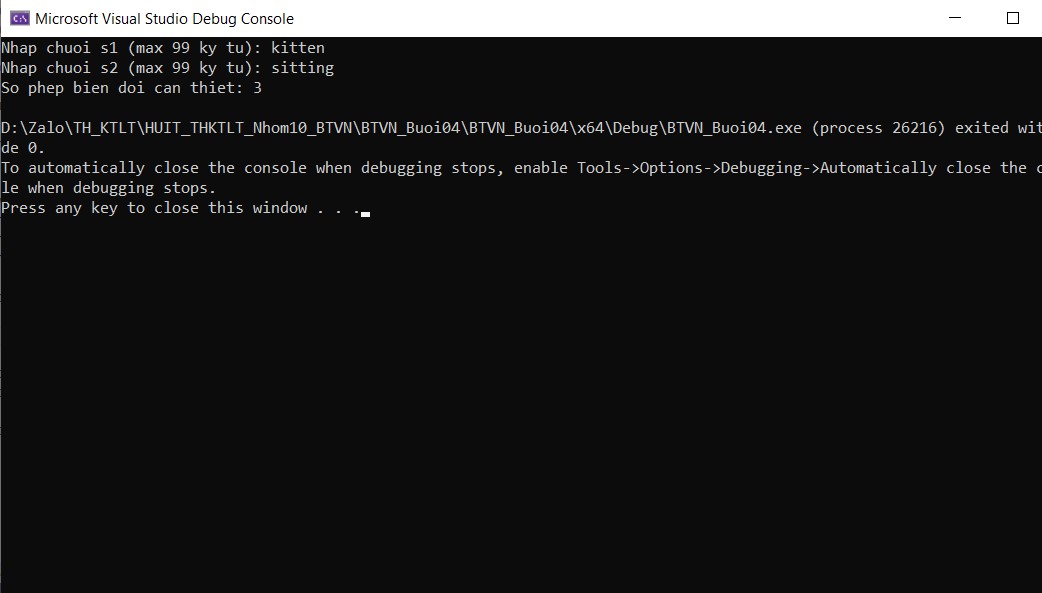 Microsoft Visual Studio Debug Console
Nhap chuoi s1 (max 99 ky tu): kitten
Nhap chuoi s2 (max 99 ky tu): sitting
So phep bien doi can thiet: 3
D:\Zalo\TH_KTLT\HUIT_THKTLT_Nhom10_BTVN\BTVN_Buoi04\BTVN_Buoi04\x64\Debug\BTVN_Buoi04.exe (process 26216) exited wit
de 0.
To automatically close the console when debugging stops, enable Tools->Options->Debugging->Automatically close the c
le when debugging stops.
Press any key to close this window . . .